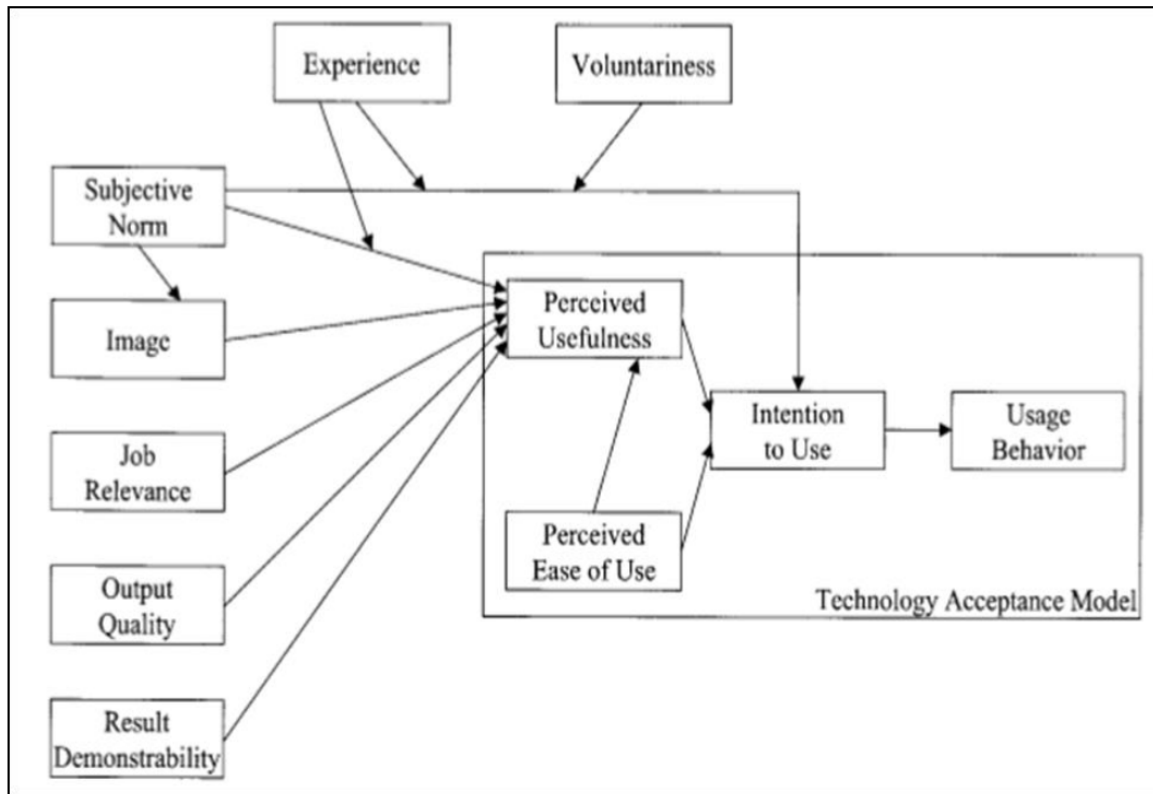 Experience
Voluntariness
Subjective
Norm
Image
Job
Relevance
Output
Quality
Result
Demonstrability
Perceived
Usefulness
Perceived
Ease of Use
Intention
to Use
Usage
Behavior
Technology Acceptance Model